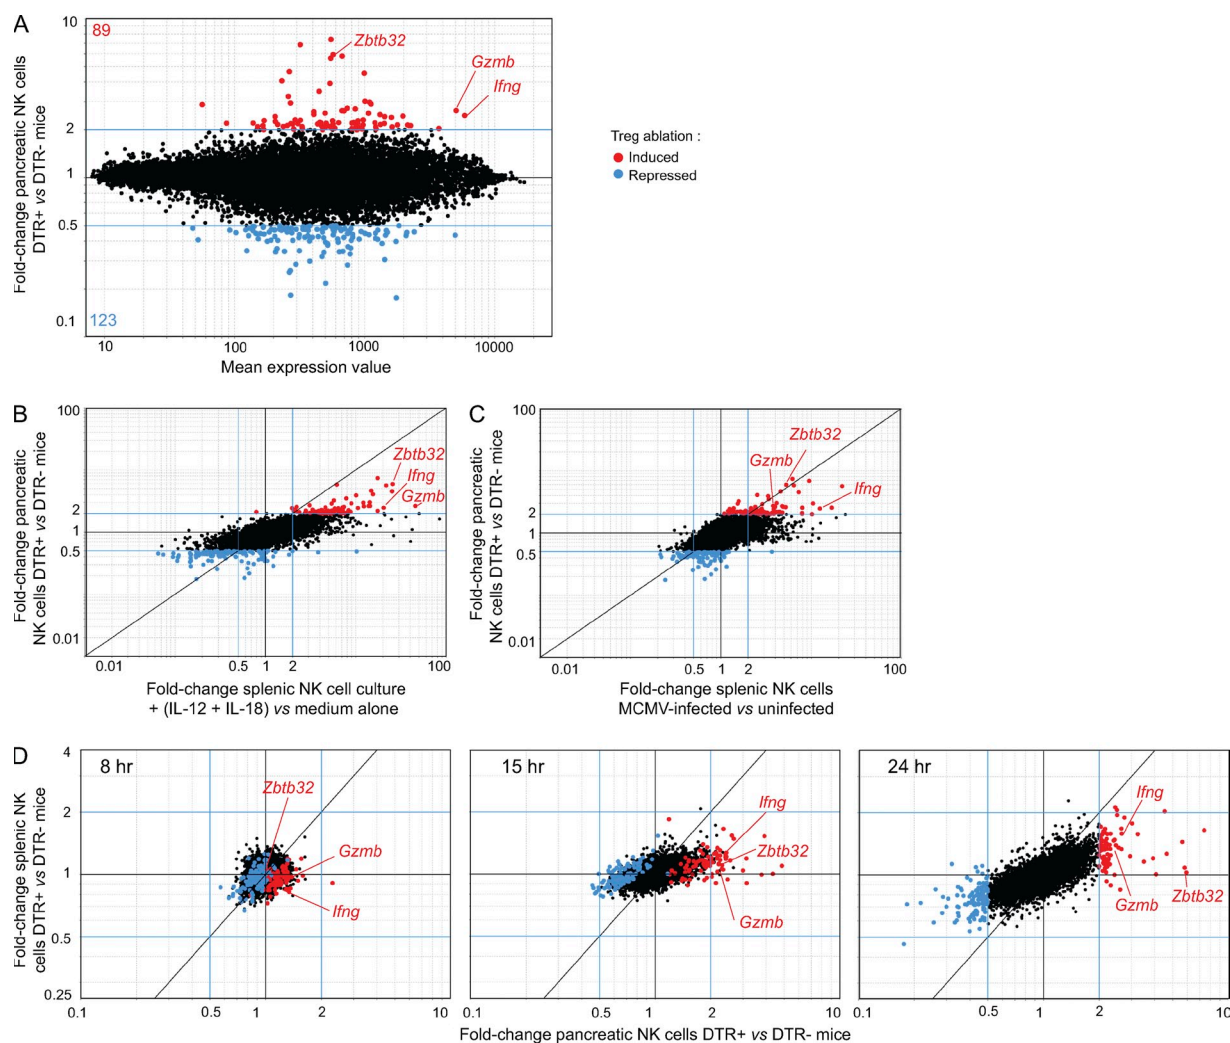 A
10
89
Zbtb32
Gzmb
Ifng
2
1
0.5
0.1
123
Fold-change pancreatic NK cells
DTR+ vs DTR- mice
10
100
1000
10000
Mean expression value
Treg ablation :
Induced
Repressed
B
100
Zbtb32
Ifng
Gzmb
2
1
0.5
0.01
Fold-change pancreatic
NK cells DTR+ vs DTR- mice
0.01
0.5
1
2
100
Fold-change splenic NK cell culture
+ (IL-12 + IL-18) vs medium alone
C
100
Zbtb32
Gzmb
Ifng
2
1
0.5
0.01
Fold-change pancreatic
NK cells DTR+ vs DTR- mice
0.01
0.5
1
2
100
Fold-change splenic NK cells
MCMV-infected vs uninfected
D
4
2
1
0.5
0.25
Fold-change splenic NK
cells DTR+ vs DTR- mice
8 hr
Zbtb32
Gzmb
Ifng
0.1
0.5
1
2
10
15 hr
Ifng
Zbtb32
Gzmb
0.1
0.5
1
2
10
24 hr
Ifng
Gzmb
Zbtb32
0.1
0.5
1
2
10
Fold-change pancreatic NK cells DTR+ vs DTR- mice